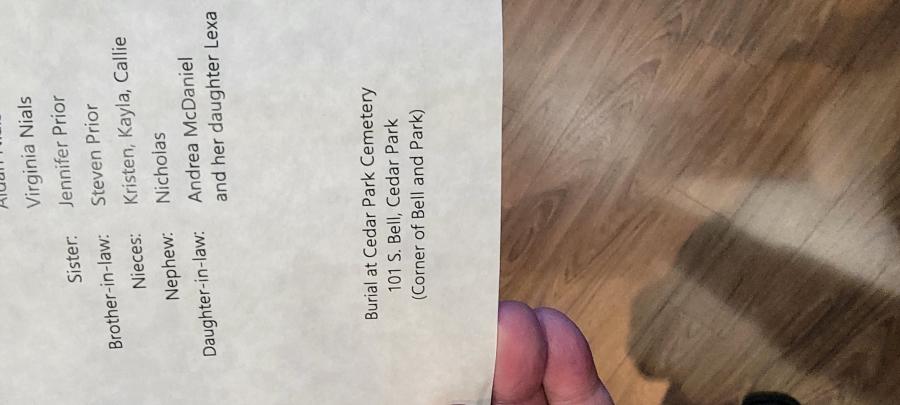 Virginia Nials
Sister: Jennifer Prior
Brother-in-law: Steven Prior
Nieces: Kristen, Kayla, Callie
Nephew: Nicholas
Daughter-in-law: Andrea McDaniel
and her daughter Lexa
Burial at Cedar Park Cemetery
101 S. Bell, Cedar Park
(Corner of Bell and Park)